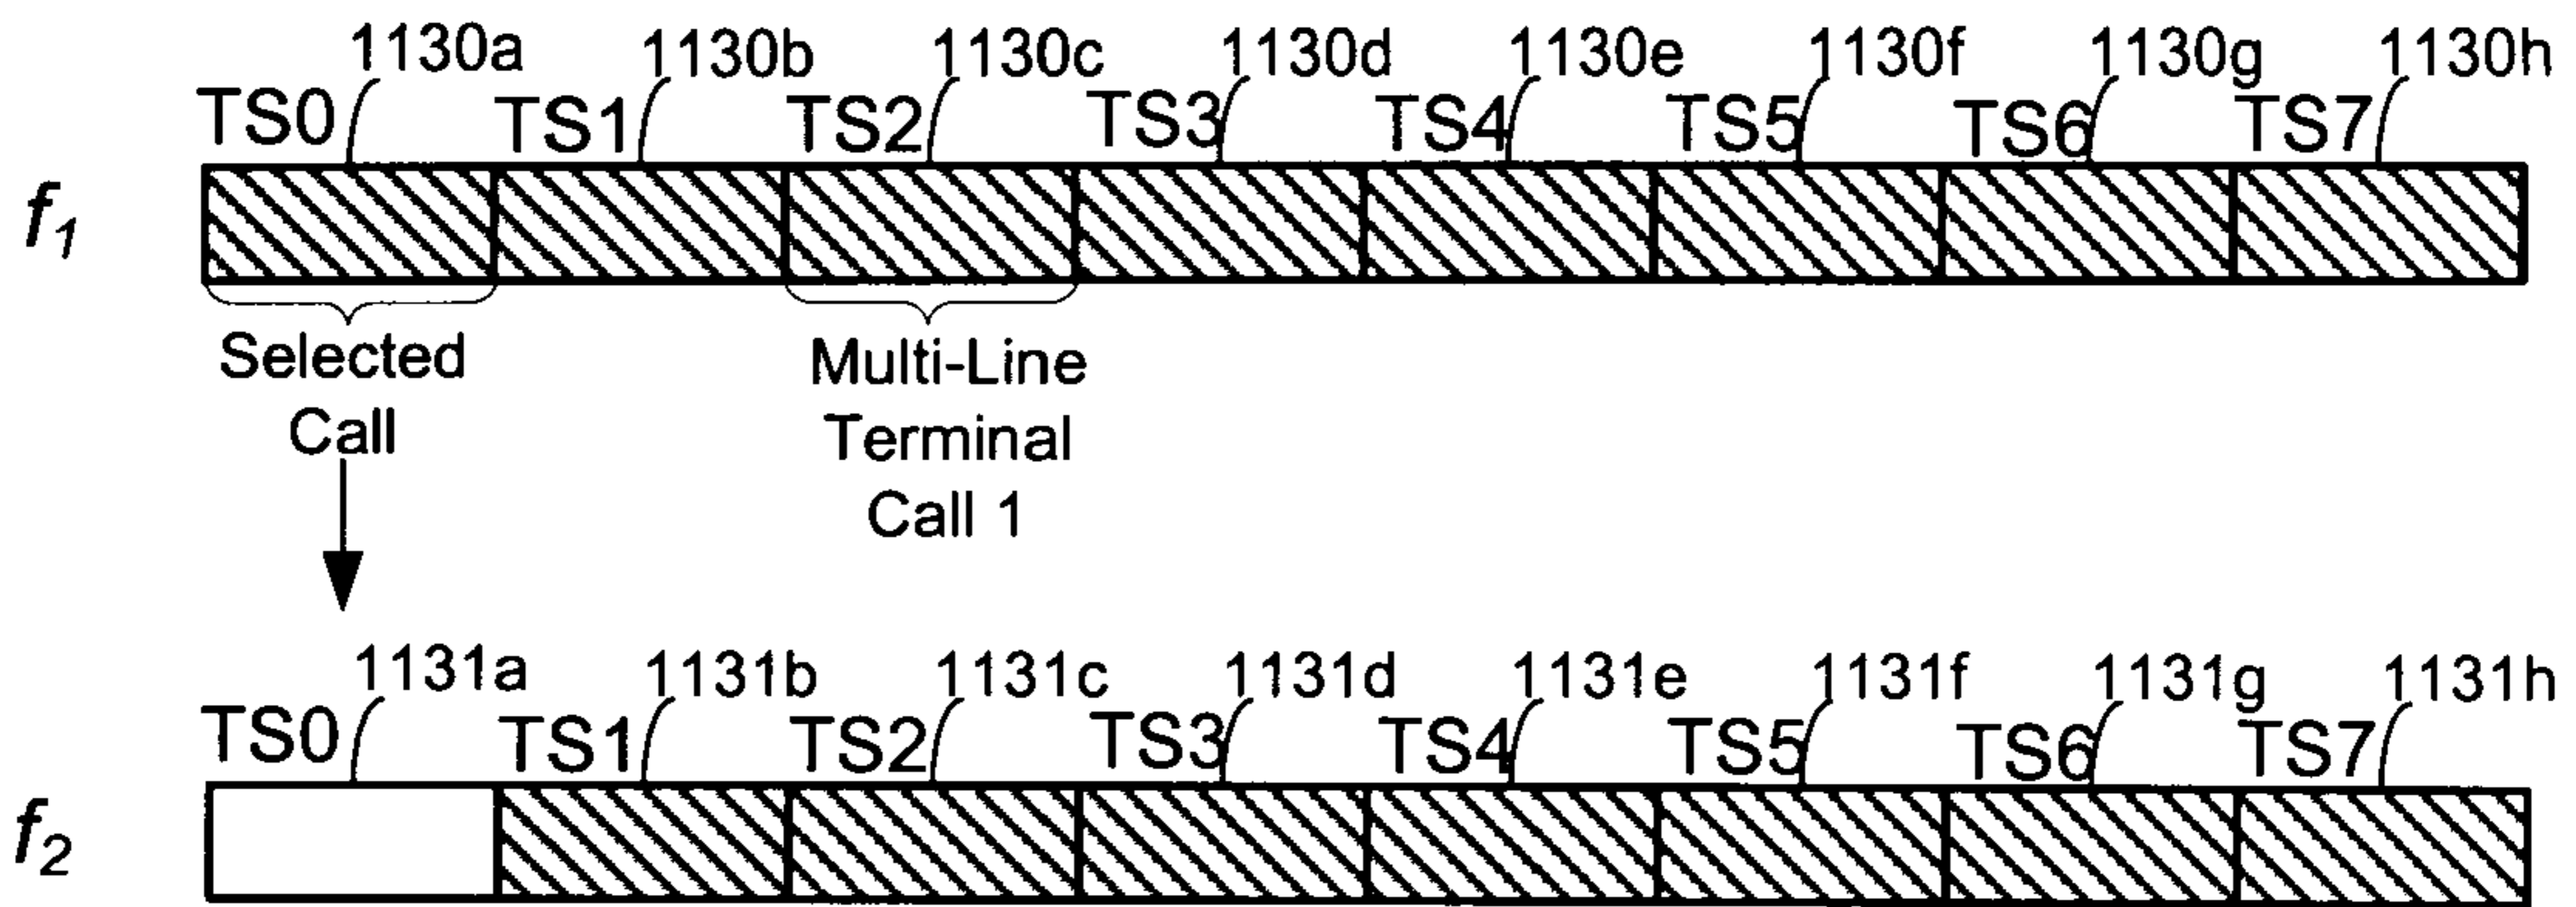 1130a 1130b 1130c 1130d 1130e 1130f 1130g 1130h
TS0 TS1 TS2 TS3 TS4 TS5 TS6 TS7
f1
Selected
Call
Multi-Line
Terminal
Call 1
1131a 1131b 1131c 1131d 1131e 1131f 1131g 1131h
TS0 TS1 TS2 TS3 TS4 TS5 TS6 TS7
f2